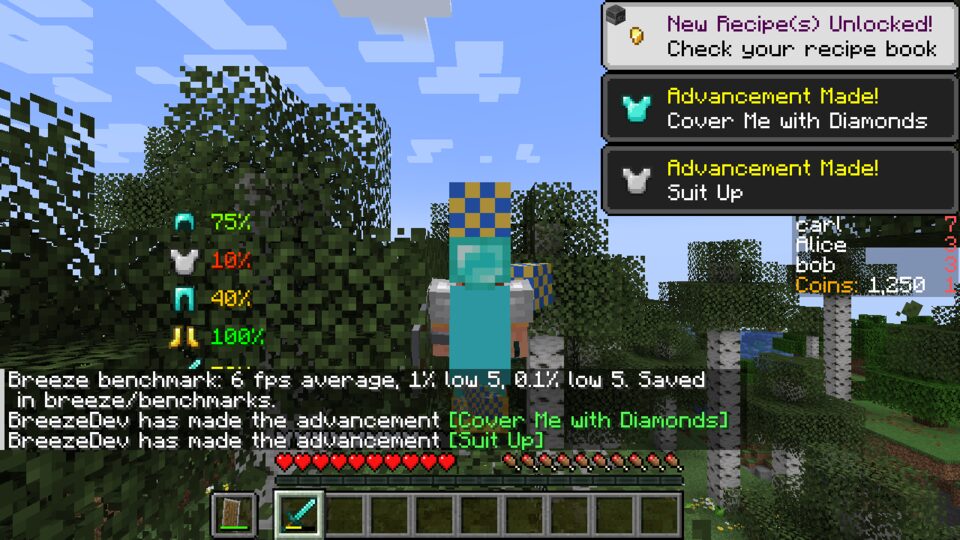 New Recipe(s) Unlocked!
Check your recipe book
Advancement Made!
Cover Me with Diamonds
Advancement Made!
Suit Up
carl 7
Alice 3
bob 3
Coins: 1,250 1
75%
10%
40%
100%
Breeze benchmark: 6 fps average, 1% low 5, 0.1% low 5. Saved
in breeze/benchmarks.
BreezeDev has made the advancement [Cover Me with Diamonds]
BreezeDev has made the advancement [Suit Up]